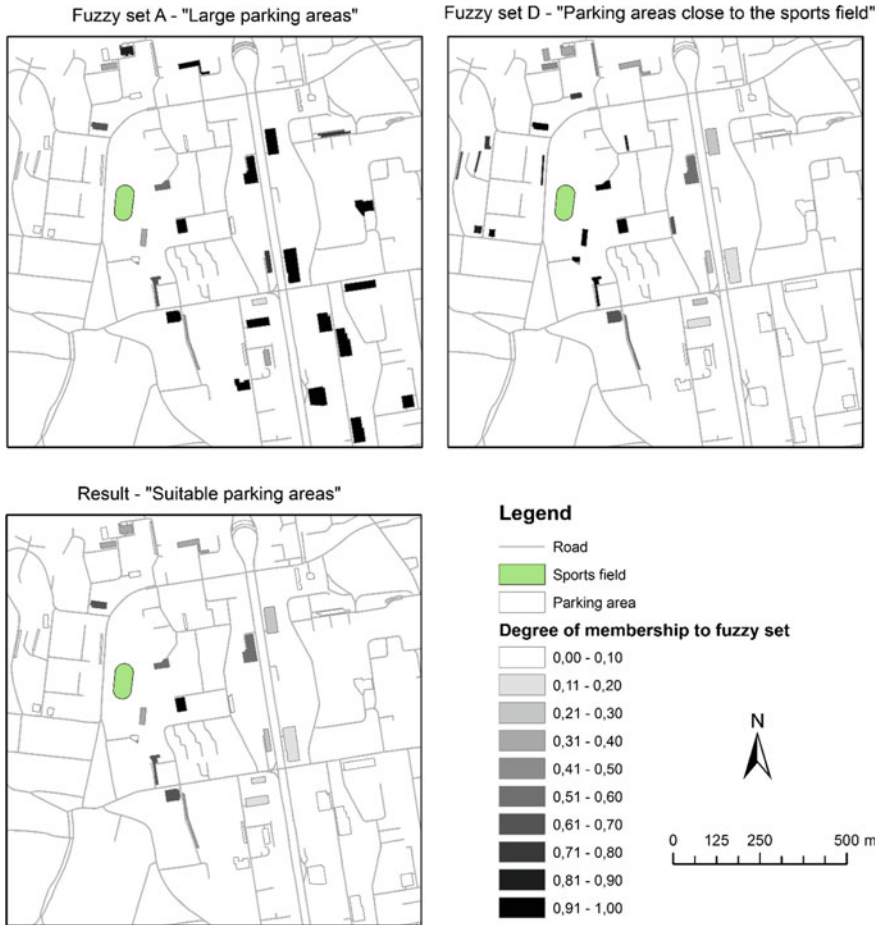 Fuzzy set A - "Large parking areas"
Fuzzy set D - "Parking areas close to the sports field"
Result - "Suitable parking areas"
Legend
Road
Sports field
Parking area
Degree of membership to fuzzy set
0,00 - 0,10
0,11 - 0,20
0,21 - 0,30
0,31 - 0,40
0,41 - 0,50
0,51 - 0,60
0,61 - 0,70
0,71 - 0,80
0,81 - 0,90
0,91 - 1,00
N
0 125 250 500 m